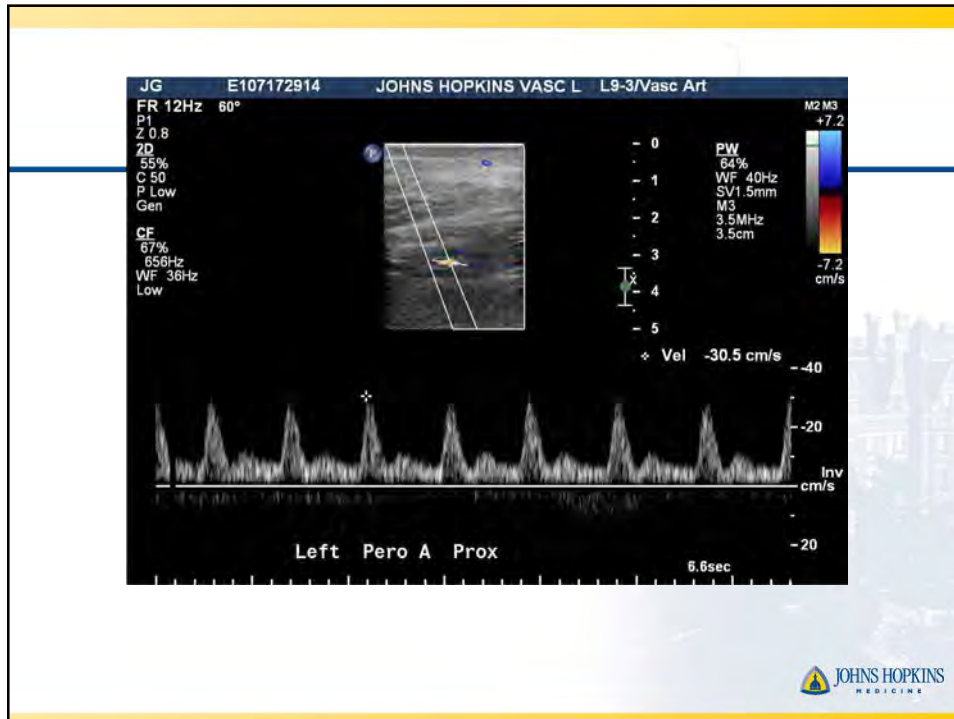 JG E107172914 JOHNS HOPKINS VASC L L9-3/Vasc Art
FR 12Hz 60°
P1
Z 0.8
2D
55%
C 50
P Low
Gen
CF
67%
656Hz
WF 36Hz
Low
P
0
1
2
3
4
5
x
PW
64%
WF 40Hz
SV1.5mm
M3
3.5MHz
3.5cm
M2 M3
+7.2
-7.2
cm/s
Vel -30.5 cm/s
-40
-20
Inv
cm/s
20
Left Pero A Prox
6.6sec
JOHNS HOPKINS
MEDICINE